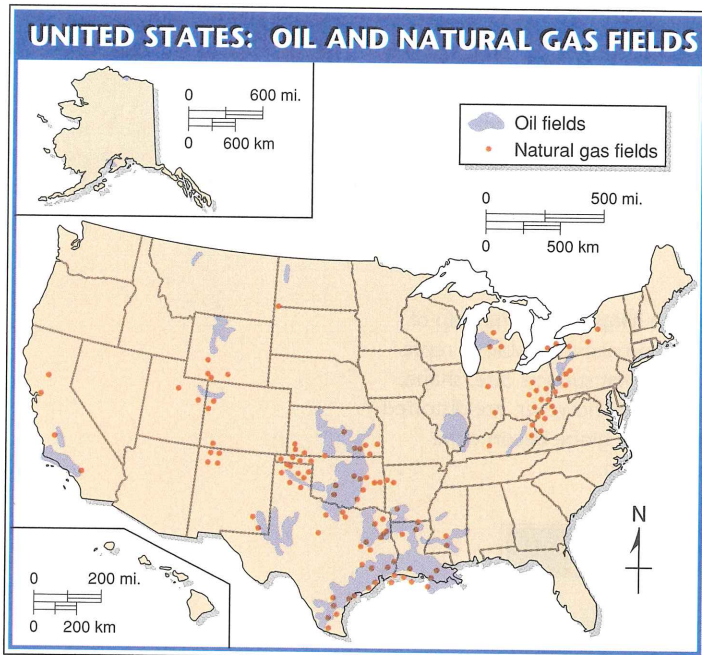 UNITED STATES: OIL AND NATURAL GAS FIELDS
0 600 mi.
0 600 km
Oil fields
Natural gas fields
0 500 mi.
0 500 km
N
0 200 mi.
0 200 km